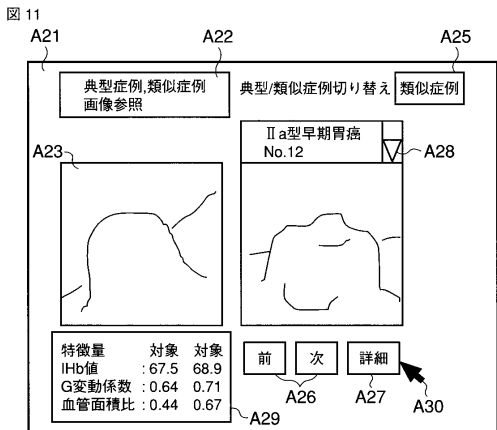 図 11
A21
A22
A25
典型症例,類似症例
画像参照
典型/類似症例切り替え
類似症例
A23
Ⅱa型早期胃癌
No.12
A28
特徴量 対象 対象
IHb値 : 67.5 68.9
G変動係数 : 0.64 0.71
血管面積比 : 0.44 0.67
前
次
詳細
A26
A27
A30
A29